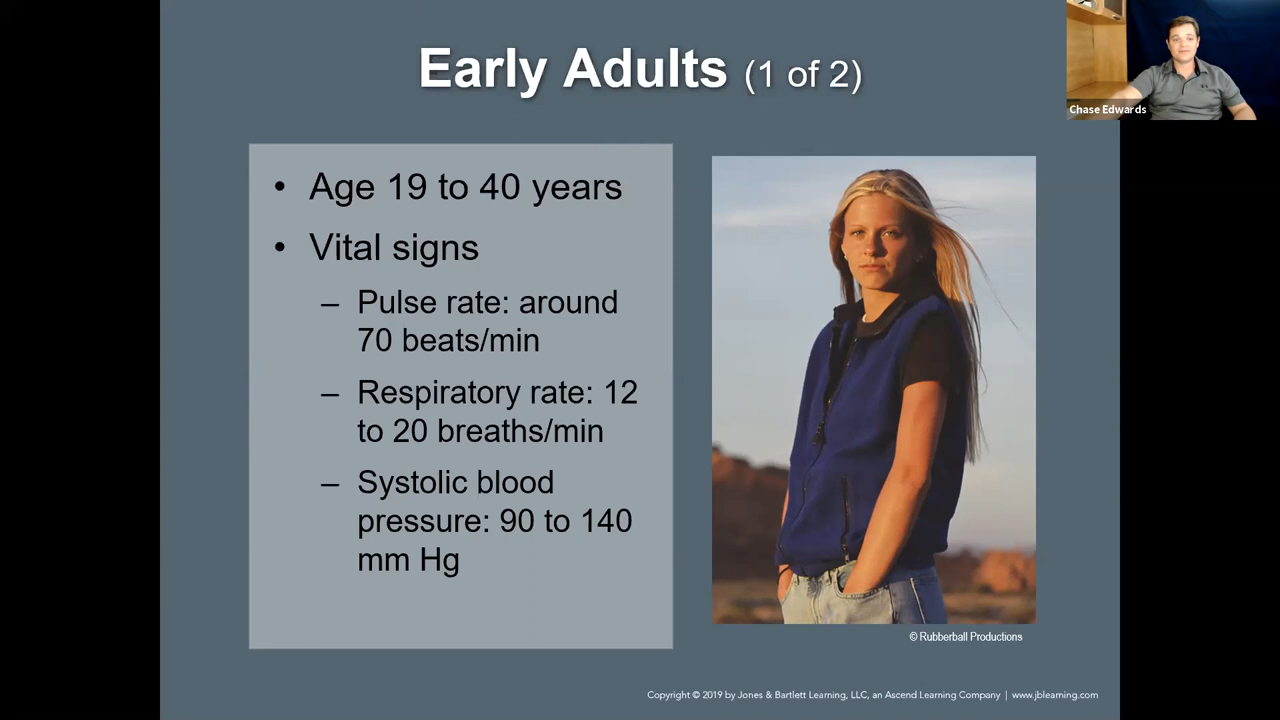 Early Adults (1 of 2)
Chase Edwards
• Age 19 to 40 years
• Vital signs
– Pulse rate: around
70 beats/min
– Respiratory rate: 12
to 20 breaths/min
– Systolic blood
pressure: 90 to 140
mm Hg
© Rubberball Productions
Copyright © 2019 by Jones & Bartlett Learning, LLC, an Ascend Learning Company | www.jblearning.com